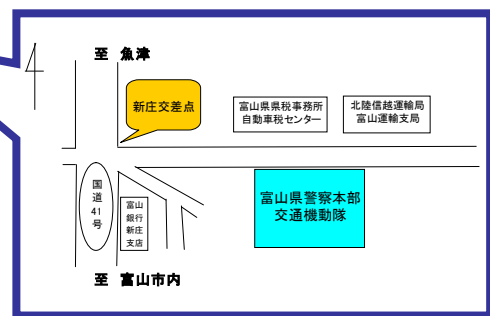 至 魚津
新庄交差点
富山県県税事務所
自動車税センター
北陸信越運輸局
富山運輸支局
国道41号
富山
銀行
新庄
支店
富山県警察本部
交通機動隊
至 富山市内